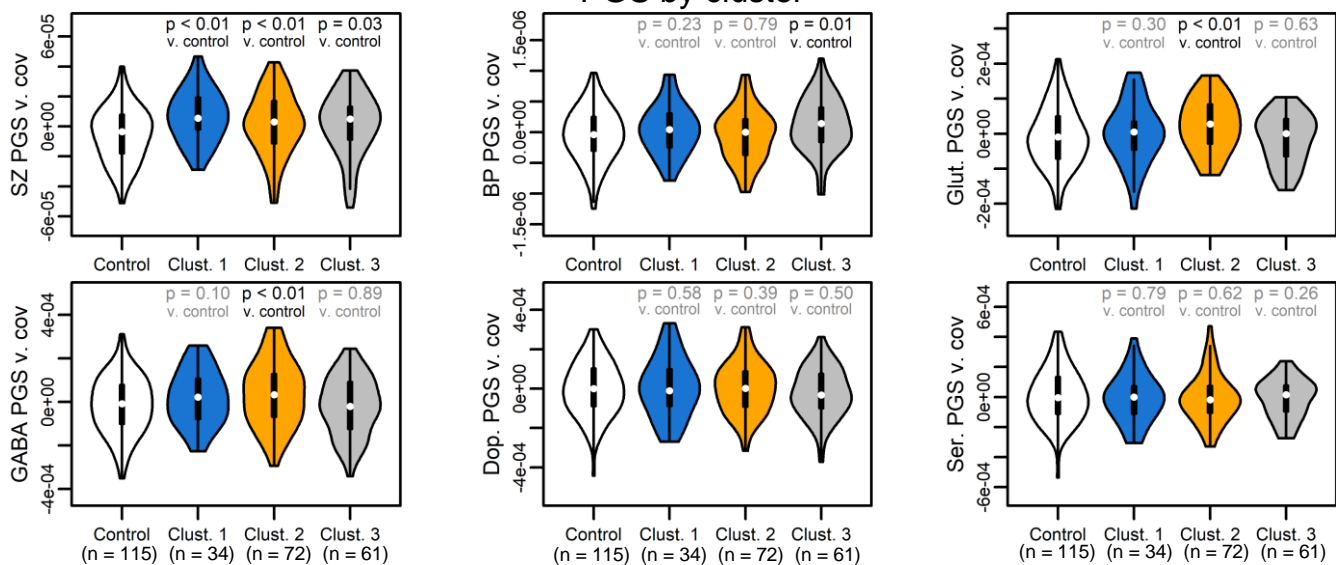 PGS by cluster
SZ PGS v. cov
6e-05
0e+00
-6e-05
p < 0.01 p < 0.01 p = 0.03
v. control v. control v. control
Control Clust. 1 Clust. 2 Clust. 3
BP PGS v. cov
1.5e-06
0.0e+00
-1.5e-06
p = 0.23 p = 0.79 p = 0.01
v. control v. control v. control
Control Clust. 1 Clust. 2 Clust. 3
Glut. PGS v. cov
2e-04
0e+00
-2e-04
p = 0.30 p < 0.01 p = 0.63
v. control v. control v. control
Control Clust. 1 Clust. 2 Clust. 3
GABA PGS v. cov
4e-04
0e+00
-4e-04
p = 0.10 p < 0.01 p = 0.89
v. control v. control v. control
Control Clust. 1 Clust. 2 Clust. 3
(n = 115) (n = 34) (n = 72) (n = 61)
Dop. PGS v. cov
4e-04
0e+00
-4e-04
p = 0.58 p = 0.39 p = 0.50
v. control v. control v. control
Control Clust. 1 Clust. 2 Clust. 3
(n = 115) (n = 34) (n = 72) (n = 61)
Ser. PGS v. cov
6e-04
0e+00
-6e-04
p = 0.79 p = 0.62 p = 0.26
v. control v. control v. control
Control Clust. 1 Clust. 2 Clust. 3
(n = 115) (n = 34) (n = 72) (n = 61)